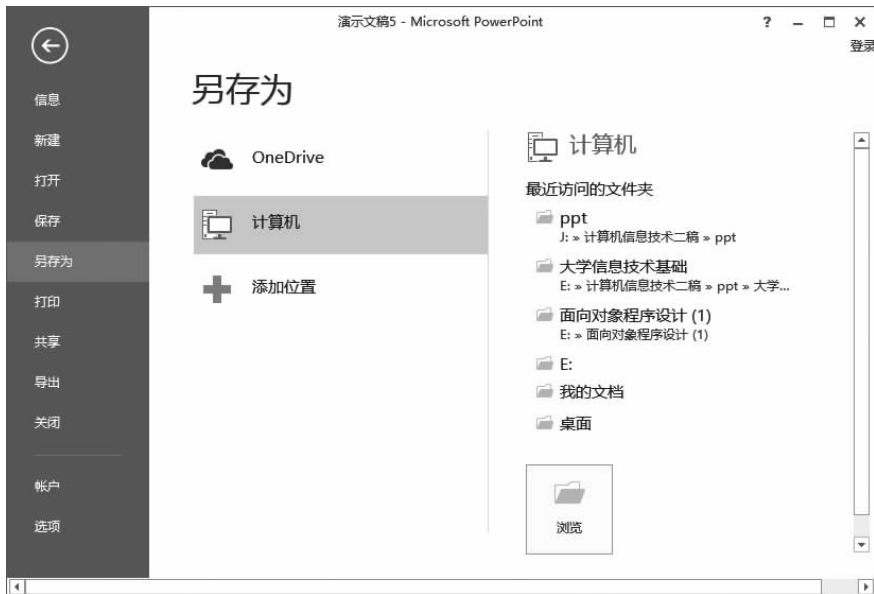 演示文稿5 - Microsoft PowerPoint
?
登录
信息
新建
打开
保存
另存为
打印
共享
导出
关闭
帐户
选项
另存为
OneDrive
计算机
添加位置
计算机
最近访问的文件夹
ppt
J: » 计算机信息技术二稿 » ppt
大学信息技术基础
E: » 计算机信息技术二稿 » ppt » 大学...
面向对象程序设计 (1)
E: » 面向对象程序设计 (1)
E:
我的文档
桌面
浏览